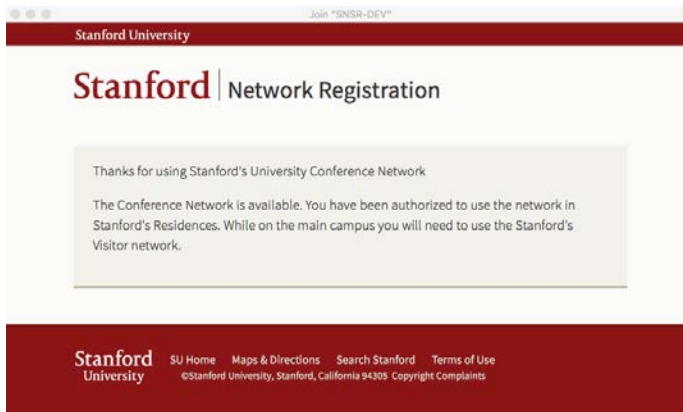 Join "SNSR-DEV"
Stanford University
Stanford | Network Registration
Thanks for using Stanford's University Conference Network
The Conference Network is available. You have been authorized to use the network in
Stanford's Residences. While on the main campus you will need to use the Stanford's
Visitor network.
Stanford University
SU Home Maps & Directions Search Stanford Terms of Use
©Stanford University, Stanford, California 94305 Copyright Complaints